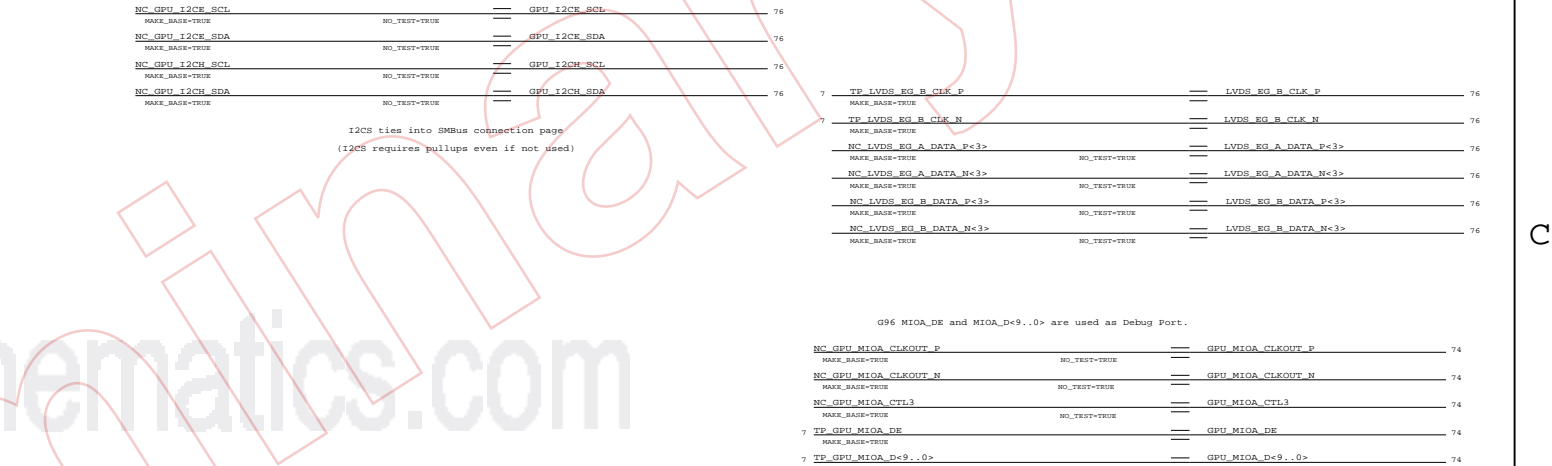 NC_GPU_I2CE_SCL GPU_I2CE_SCL 76
MAKE_BASE=TRUE NO_TEST=TRUE
NC_GPU_I2CE_SDA GPU_I2CE_SDA 76
MAKE_BASE=TRUE NO_TEST=TRUE
NC_GPU_I2CH_SCL GPU_I2CH_SCL 76
MAKE_BASE=TRUE NO_TEST=TRUE
NC_GPU_I2CH_SDA GPU_I2CH_SDA 76
MAKE_BASE=TRUE NO_TEST=TRUE
I2CS ties into SMBus connection page
(I2CS requires pullups even if not used)
7 TP_LVDS_EG_B_CLK_P LVDS_EG_B_CLK_P 76
MAKE_BASE=TRUE
7 TP_LVDS_EG_B_CLK_N LVDS_EG_B_CLK_N 76
MAKE_BASE=TRUE
NC_LVDS_EG_A_DATA_P<3> LVDS_EG_A_DATA_P<3> 76
MAKE_BASE=TRUE NO_TEST=TRUE
NC_LVDS_EG_A_DATA_N<3> LVDS_EG_A_DATA_N<3> 76
MAKE_BASE=TRUE NO_TEST=TRUE
NC_LVDS_EG_B_DATA_P<3> LVDS_EG_B_DATA_P<3> 76
MAKE_BASE=TRUE NO_TEST=TRUE
NC_LVDS_EG_B_DATA_N<3> LVDS_EG_B_DATA_N<3> 76
MAKE_BASE=TRUE NO_TEST=TRUE
C
G96 MIOA_DE and MIOA_D<9..0> are used as Debug Port.
NC_GPU_MIOA_CLKOUT_P GPU_MIOA_CLKOUT_P 74
MAKE_BASE=TRUE NO_TEST=TRUE
NC_GPU_MIOA_CLKOUT_N GPU_MIOA_CLKOUT_N 74
MAKE_BASE=TRUE NO_TEST=TRUE
NC_GPU_MIOA_CTL3 GPU_MIOA_CTL3 74
MAKE_BASE=TRUE NO_TEST=TRUE
7 TP_GPU_MIOA_DE GPU_MIOA_DE 74
MAKE_BASE=TRUE
7 TP_GPU_MIOA_D<9..0> GPU_MIOA_D<9..0> 74
hematics.com